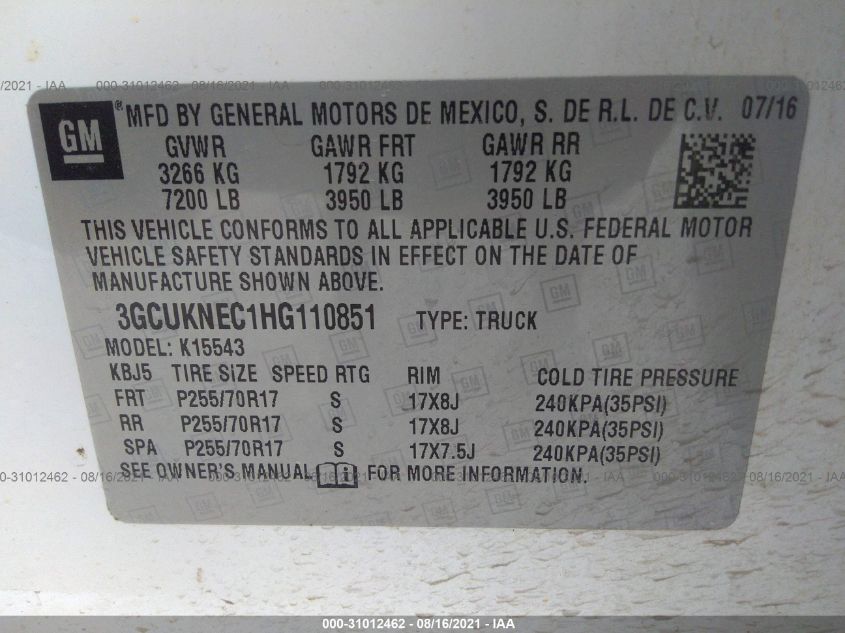 GM
® MFD BY GENERAL MOTORS DE MEXICO, S. DE R.L. DE C.V. 07/16
GVWR GAWR FRT GAWR RR
3266 KG 1792 KG 1792 KG
7200 LB 3950 LB 3950 LB
THIS VEHICLE CONFORMS TO ALL APPLICABLE U.S. FEDERAL MOTOR
VEHICLE SAFETY STANDARDS IN EFFECT ON THE DATE OF
MANUFACTURE SHOWN ABOVE.
3GCUKNEC1HG110851 TYPE: TRUCK
MODEL: K15543
KBJ5 TIRE SIZE SPEED RTG RIM COLD TIRE PRESSURE
FRT P255/70R17 S 17X8J 240KPA(35PSI)
RR P255/70R17 S 17X8J 240KPA(35PSI)
SPA P255/70R17 S 17X7.5J 240KPA(35PSI)
SEE OWNER'S MANUAL FOR MORE INFORMATION.
000-31012462 - 08/16/2021 - IAA